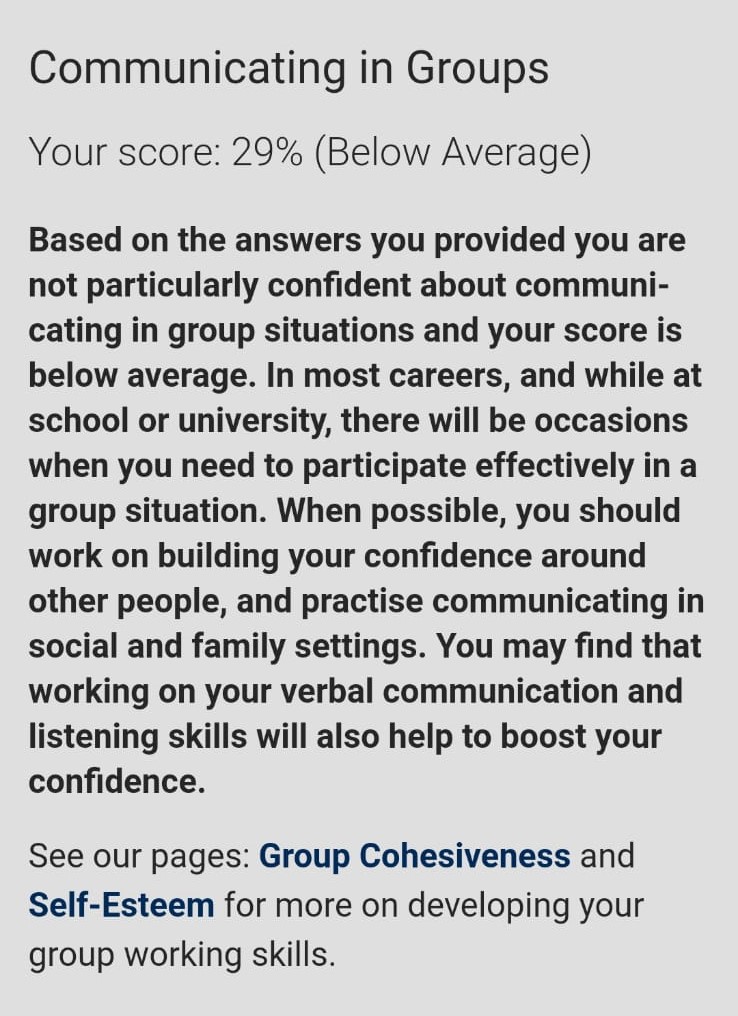 Communicating in Groups
Your score: 29% (Below Average)
Based on the answers you provided you are
not particularly confident about communi-
cating in group situations and your score is
below average. In most careers, and while at
school or university, there will be occasions
when you need to participate effectively in a
group situation. When possible, you should
work on building your confidence around
other people, and practise communicating in
social and family settings. You may find that
working on your verbal communication and
listening skills will also help to boost your
confidence.
See our pages: Group Cohesiveness and
Self-Esteem for more on developing your
group working skills.